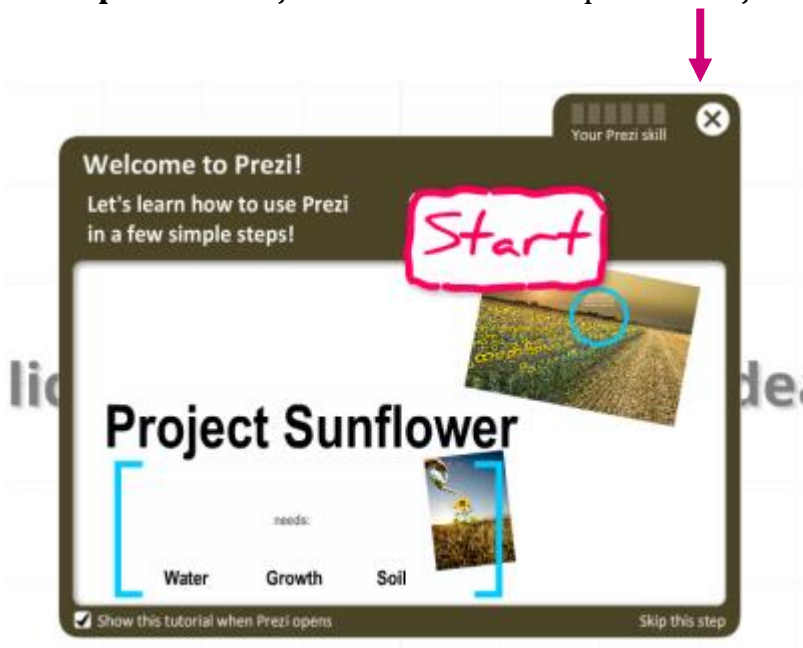 Your Prezi skill
Welcome to Prezi!
Let's learn how to use Prezi
in a few simple steps!
Start
Project Sunflower
needs:
Water Growth Soil
Show this tutorial when Prezi opens
Skip this step